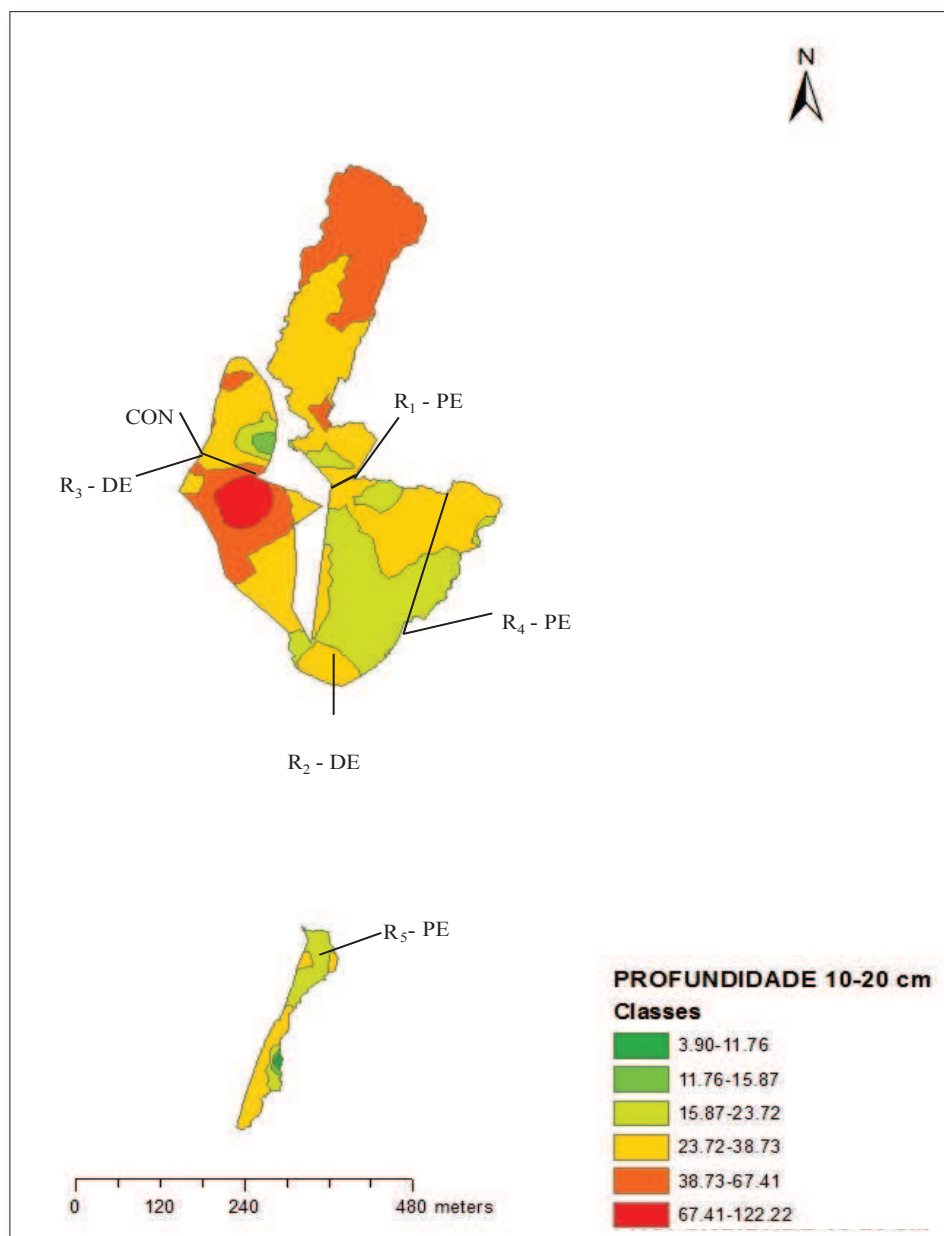 N
CON
R1 - PE
R3 - DE
R4 - PE
R2 - DE
R5- PE
PROFUNDIDADE 10-20 cm
Classes
3.90-11.76
11.76-15.87
15.87-23.72
23.72-38.73
38.73-67.41
67.41-122.22
0 120 240 480 meters